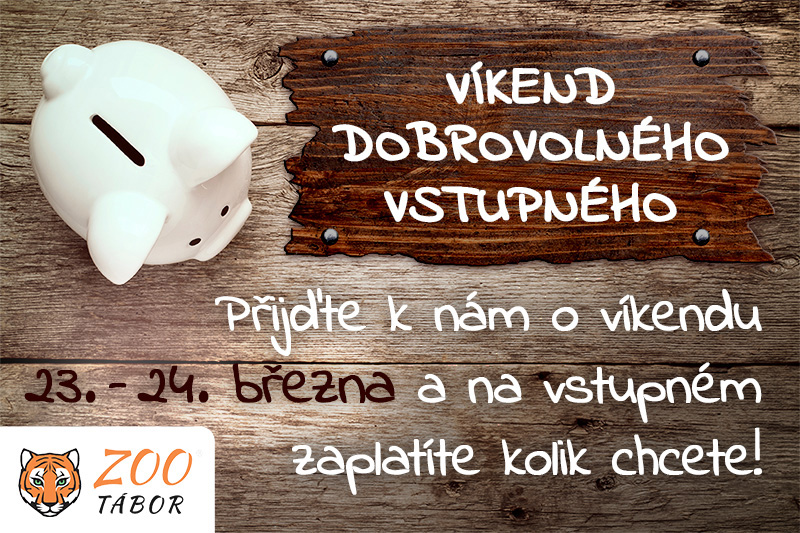 VÍKEND
DOBROVOLNÉHO
VSTUPNÉHO
Přijďte k nám o víkendu
23. - 24. března a na vstupném
zaplatíte kolik chcete!
ZOO
TÁBOR